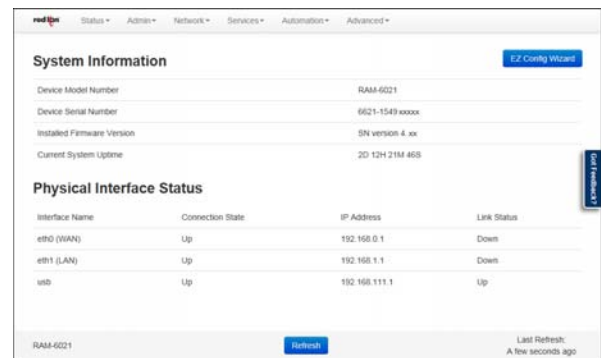 red lion Status Admin Network Services Automation Advanced
System Information
EZ Config Wizard
Device Model Number RAM-6021
Device Serial Number 6621-1549 xxxxx
Installed Firmware Version SN version 4. xx
Current System Uptime 2D 12H 21M 46S
Got Feedback?
Physical Interface Status
Interface Name Connection State IP Address Link Status
eth0 (WAN) Up 192.168.0.1 Down
eth1 (LAN) Up 192.168.1.1 Down
usb Up 192.168.111.1 Up
RAM-6021 Refresh Last Refresh:
A few seconds ago